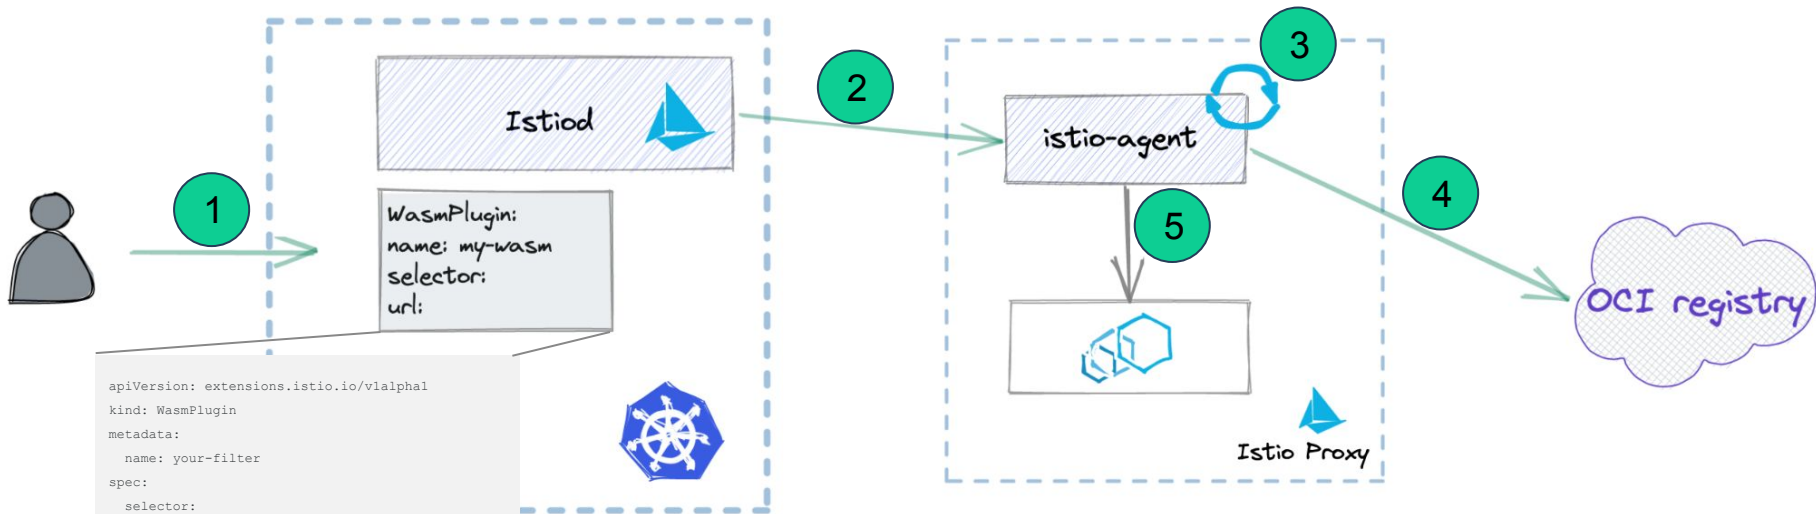 1
Istiod
WasmPlugin:
name: my-wasm
selector:
url:
apiVersion: extensions.istio.io/v1alpha1
kind: WasmPlugin
metadata:
  name: your-filter
spec:
  selector:
2
3
istio-agent
4
5
Istio Proxy
OCI registry